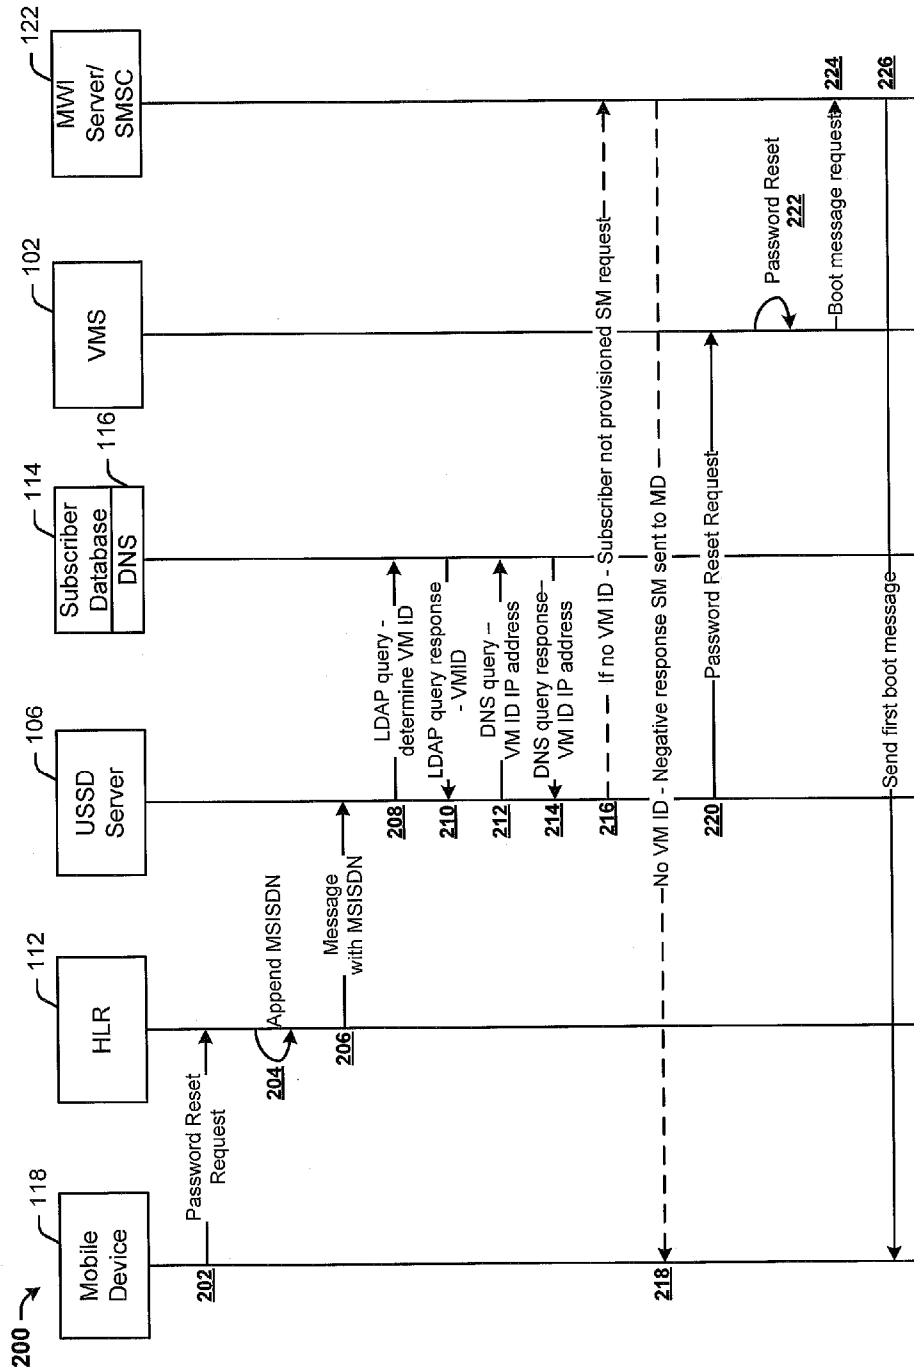 200
118
112
106
114
116
102
122
Mobile
Device
HLR
USSD
Server
Subscriber
Database
DNS
VMS
MWI
Server/
SMSC
Password Reset
Request
202
Append MSISDN
204
Message
with MSISDN
206
LDAP query -
determine VM ID
208
LDAP query response
- VMID
210
DNS query –
VM ID IP address
212
DNS query response
VM ID IP address
214
If no VM ID - Subscriber not provisioned SM request
216
No VM ID - Negative response SM sent to MD
218
Password Reset Request
220
Password Reset
222
Boot message request
224
Send first boot message
226